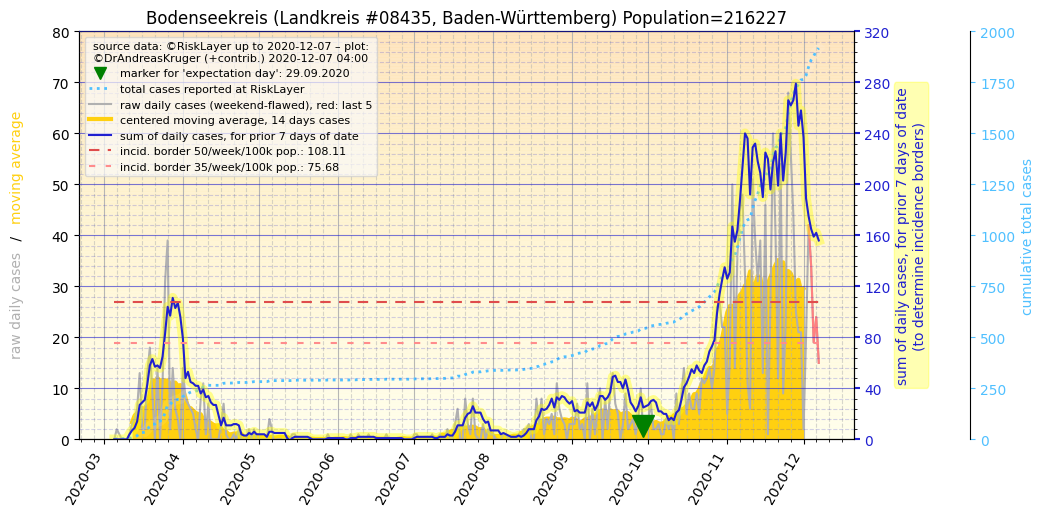 Bodenseekreis (Landkreis #08435, Baden-Württemberg) Population=216227
source data: ©RiskLayer up to 2020-12-07 – plot:
©DrAndreasKruger (+contrib.) 2020-12-07 04:00
marker for 'expectation day': 29.09.2020
total cases reported at RiskLayer
raw daily cases (weekend-flawed), red: last 5
centered moving average, 14 days cases
sum of daily cases, for prior 7 days of date
incid. border 50/week/100k pop.: 108.11
incid. border 35/week/100k pop.: 75.68
raw daily cases / moving average
80
70
60
50
40
30
20
10
0
2020-03
2020-04
2020-05
2020-06
2020-07
2020-08
2020-09
2020-10
2020-11
2020-12
320
280
240
200
160
120
80
40
0
sum of daily cases, for prior 7 days of date
(to determine incidence borders)
2000
1750
1500
1250
1000
750
500
250
0
cumulative total cases